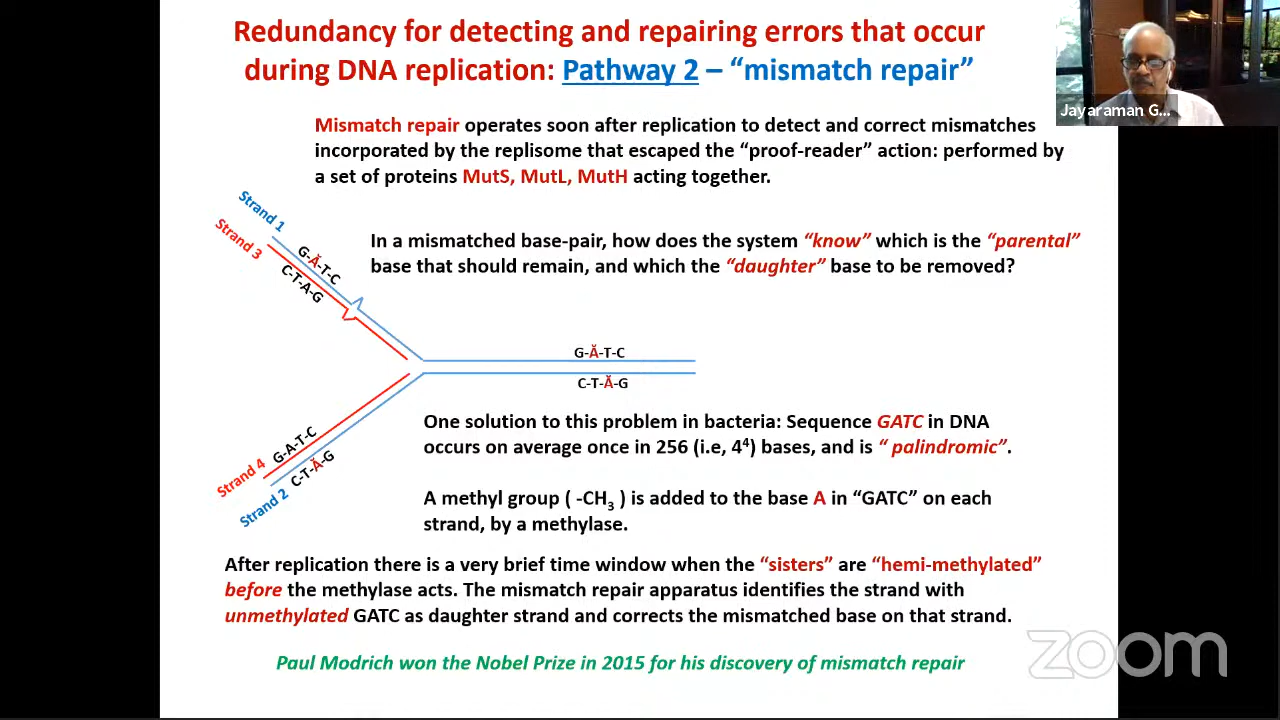 Redundancy for detecting and repairing errors that occur
during DNA replication: Pathway 2 – “mismatch repair”
Jayaraman G...
Mismatch repair operates soon after replication to detect and correct mismatches
incorporated by the replisome that escaped the “proof-reader” action: performed by
a set of proteins MutS, MutL, MutH acting together.
Strand 1
Strand 3
G-Ă-T-C
C-T-A-G
In a mismatched base-pair, how does the system “know” which is the “parental”
base that should remain, and which the “daughter” base to be removed?
G-Ă-T-C
C-T-Ă-G
One solution to this problem in bacteria: Sequence GATC in DNA
occurs on average once in 256 (i.e, 4⁴) bases, and is “ palindromic”.
G-A-T-C
C-T-Ă-G
Strand 4
Strand 2
A methyl group ( -CH₃ ) is added to the base A in “GATC” on each
strand, by a methylase.
After replication there is a very brief time window when the “sisters” are “hemi-methylated”
before the methylase acts. The mismatch repair apparatus identifies the strand with
unmethylated GATC as daughter strand and corrects the mismatched base on that strand.
Paul Modrich won the Nobel Prize in 2015 for his discovery of mismatch repair
zoom